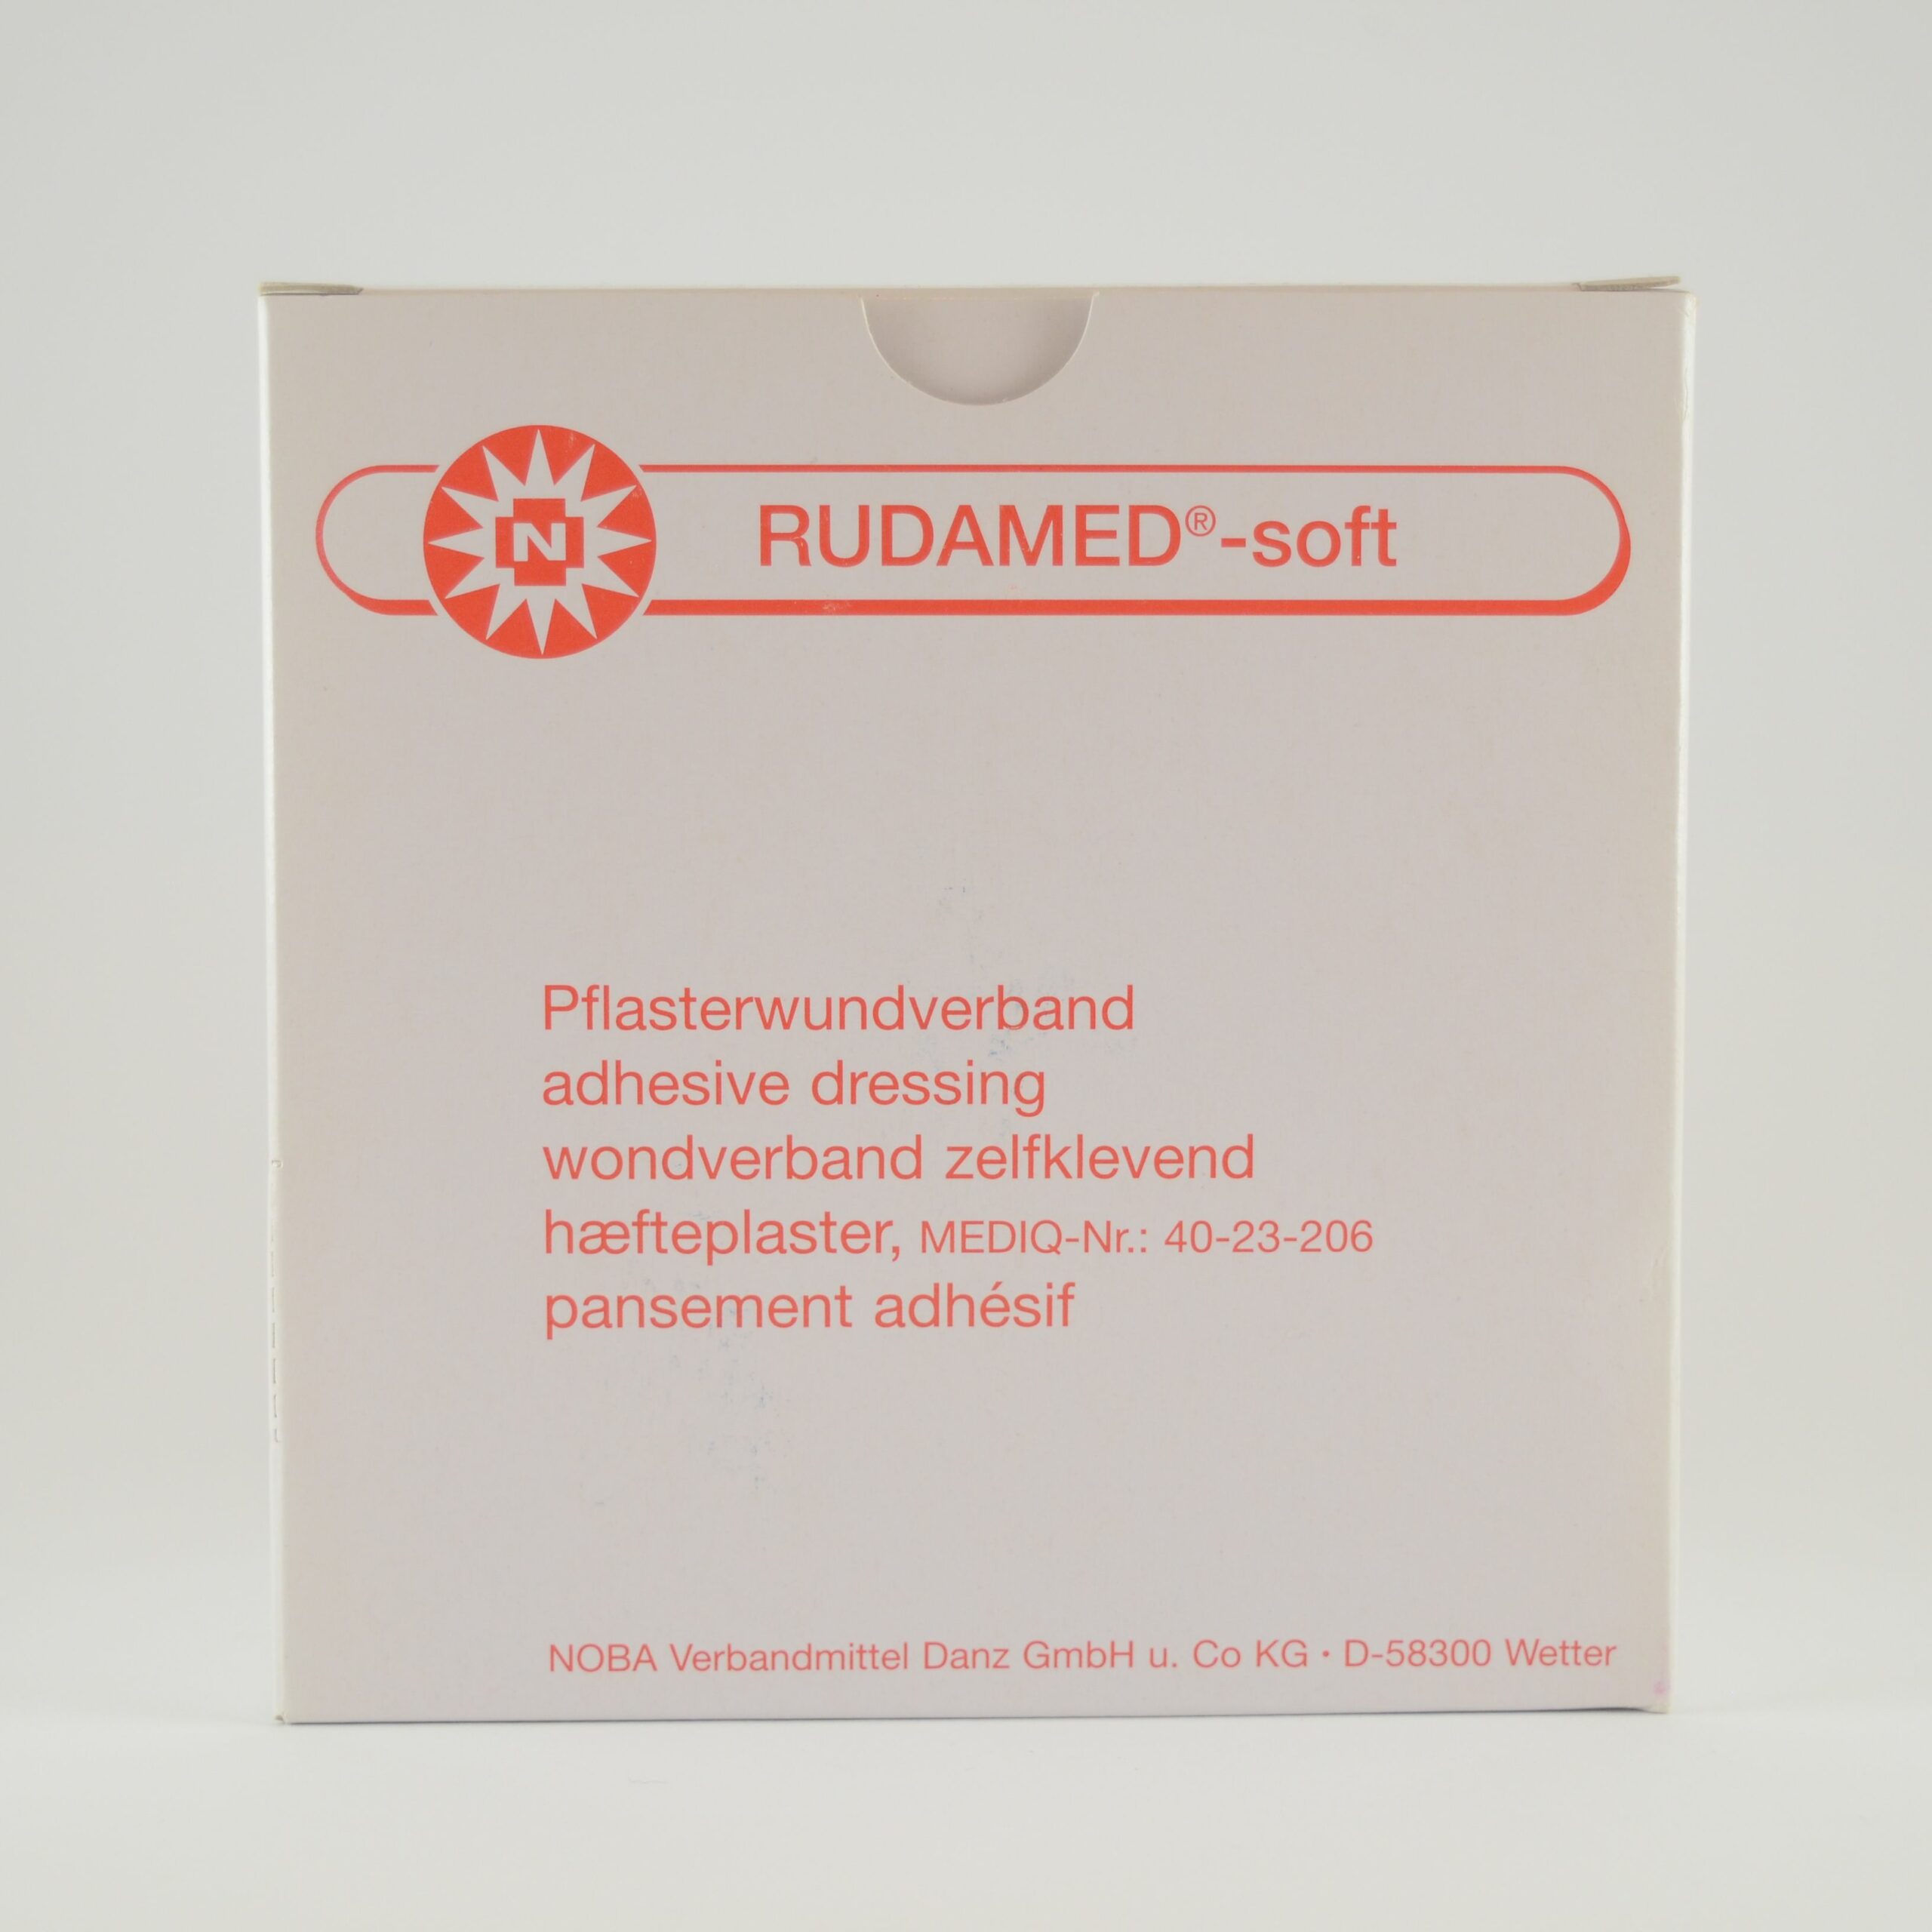 N
RUDAMED®-soft
Pflasterwundverband
adhesive dressing
wondverband zelfklevend
hæfteplaster, MEDIQ-Nr.: 40-23-206
pansement adhésif
NOBA Verbandmittel Danz GmbH u. Co KG · D-58300 Wetter